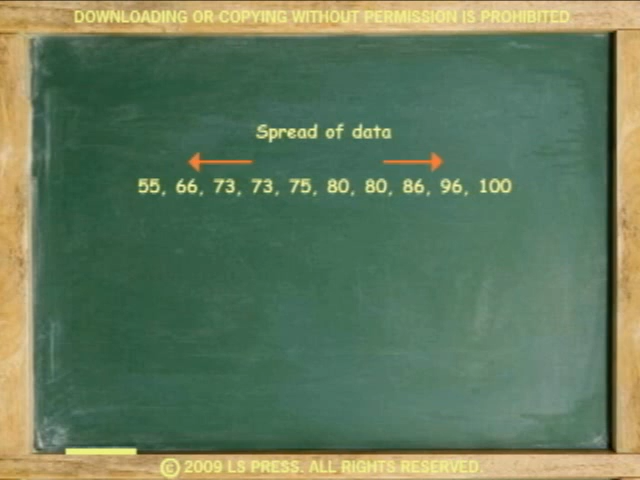 DOWNLOADING OR COPYING WITHOUT PERMISSION IS PROHIBITED.
Spread of data
55, 66, 73, 73, 75, 80, 80, 86, 96, 100
© 2009 LS PRESS. ALL RIGHTS RESERVED.